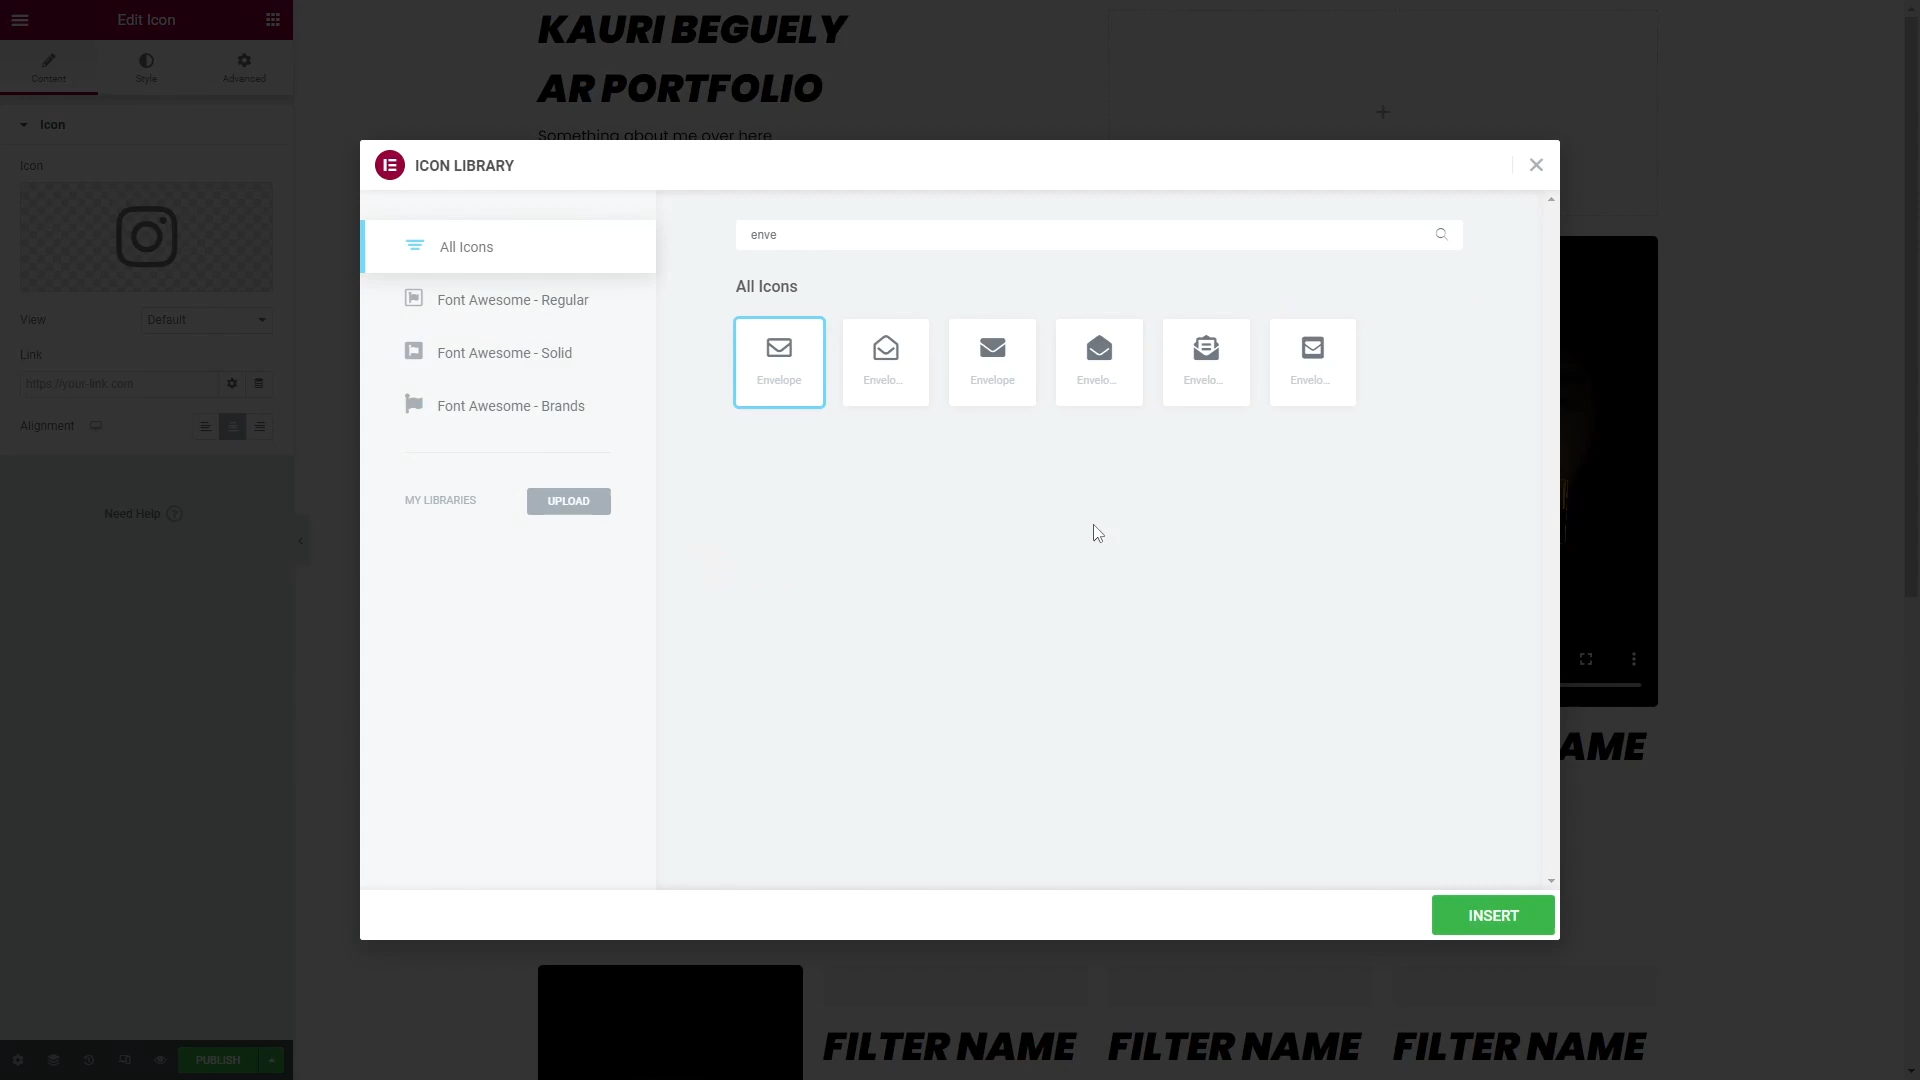 Edit Icon
Content
Style
Advanced
Icon
Icon
View
Default
Link
https://your-link.com
Alignment
Need Help
PUBLISH
KAURI BEGUELY
AR PORTFOLIO
Something about me over here
ICON LIBRARY
All Icons
Font Awesome - Regular
Font Awesome - Solid
Font Awesome - Brands
MY LIBRARIES
UPLOAD
enve
All Icons
Envelope
Envelo...
Envelope
Envelo...
Envelo...
Envelo...
INSERT
AME
FILTER NAME
FILTER NAME
FILTER NAME